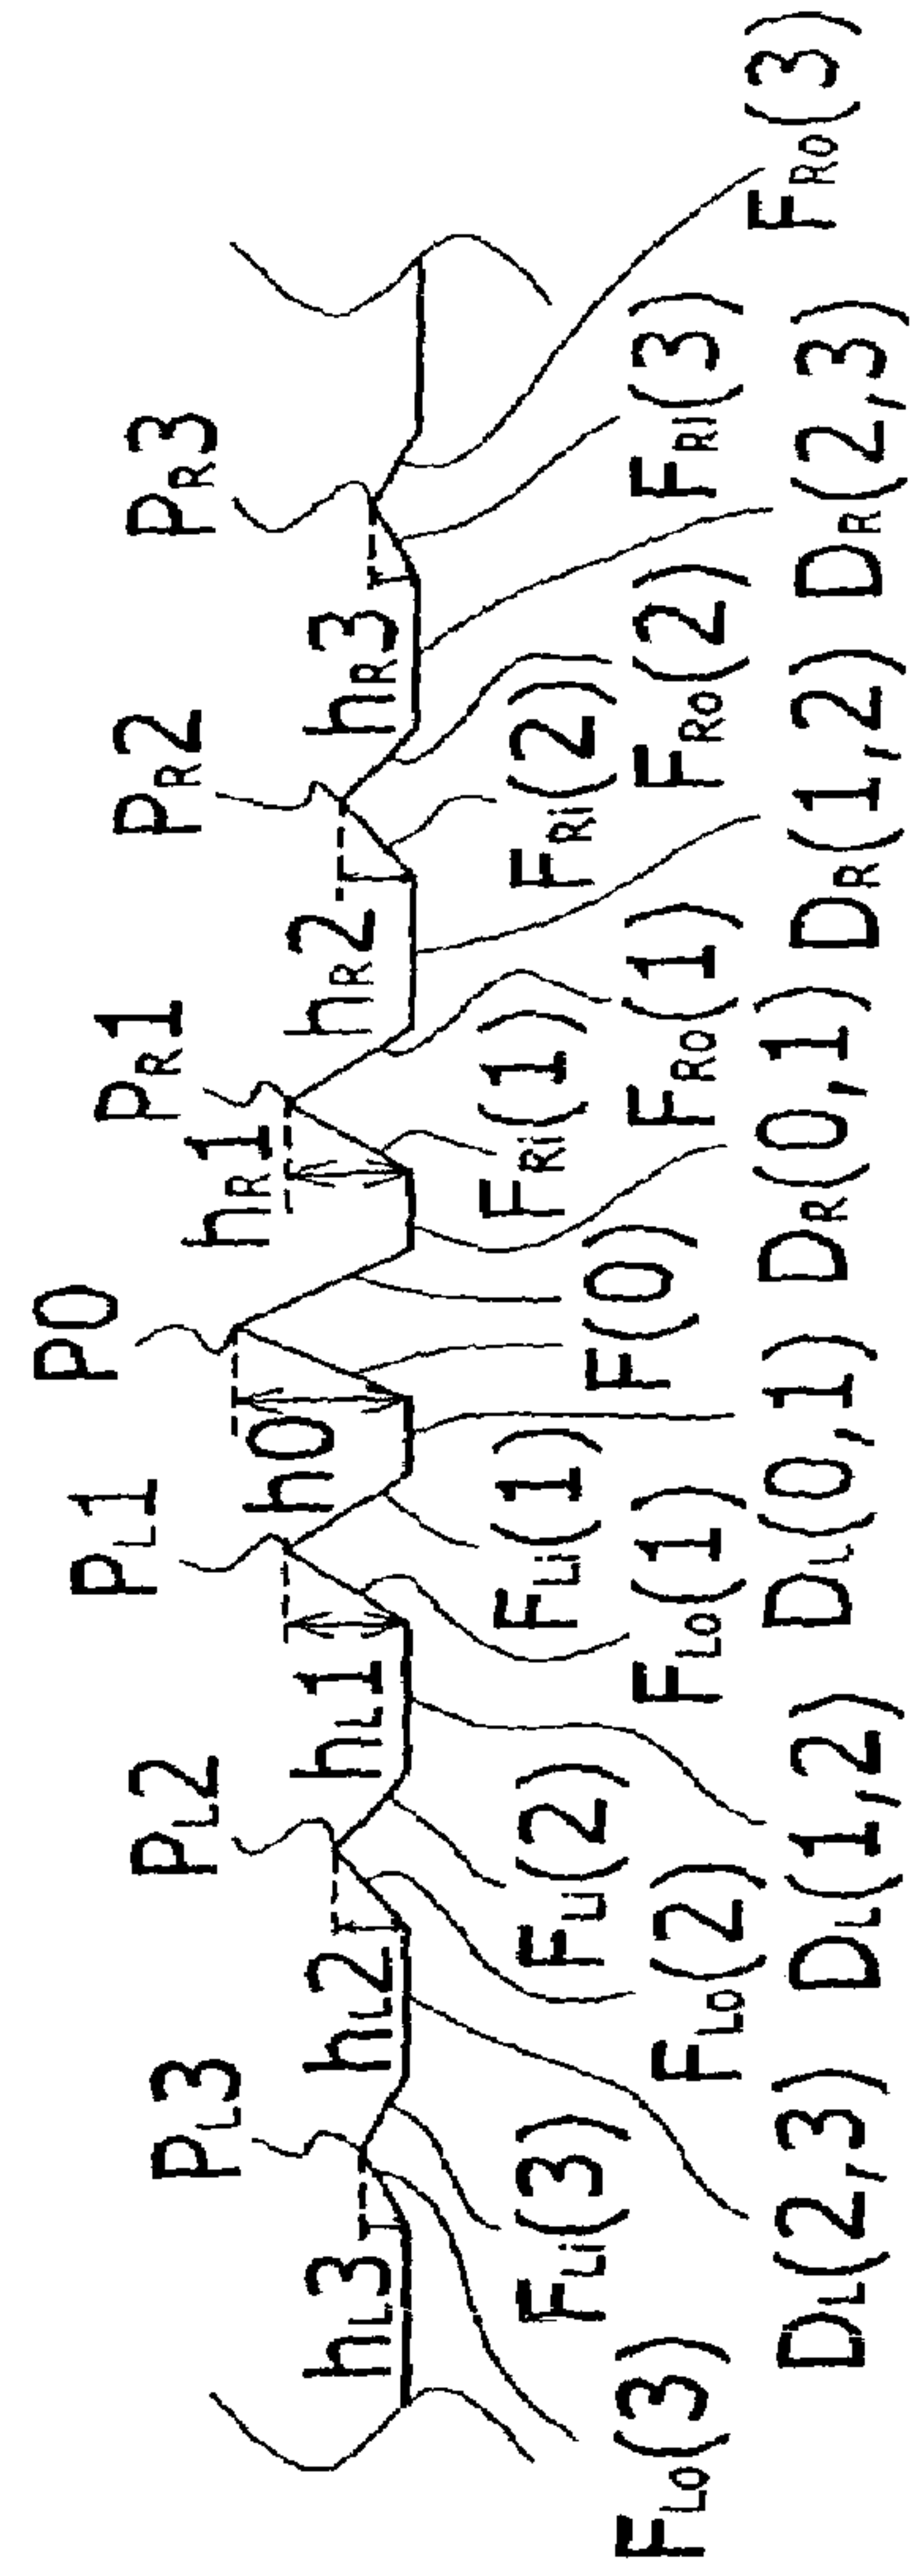 P0
PL1 PR1
PL2 PR2
PL3 PR3
hL3 hL2 hL1 h0 hR1 hR2 hR3
FLi(3) FLi(2) FLi(1) F(0) FRi(1) FRi(2) FRi(3)
FLo(3) FLo(2) FLo(1) FRo(1) FRo(2) FRo(3)
DL(2,3) DL(1,2) DL(0,1) DR(0,1) DR(1,2) DR(2,3)